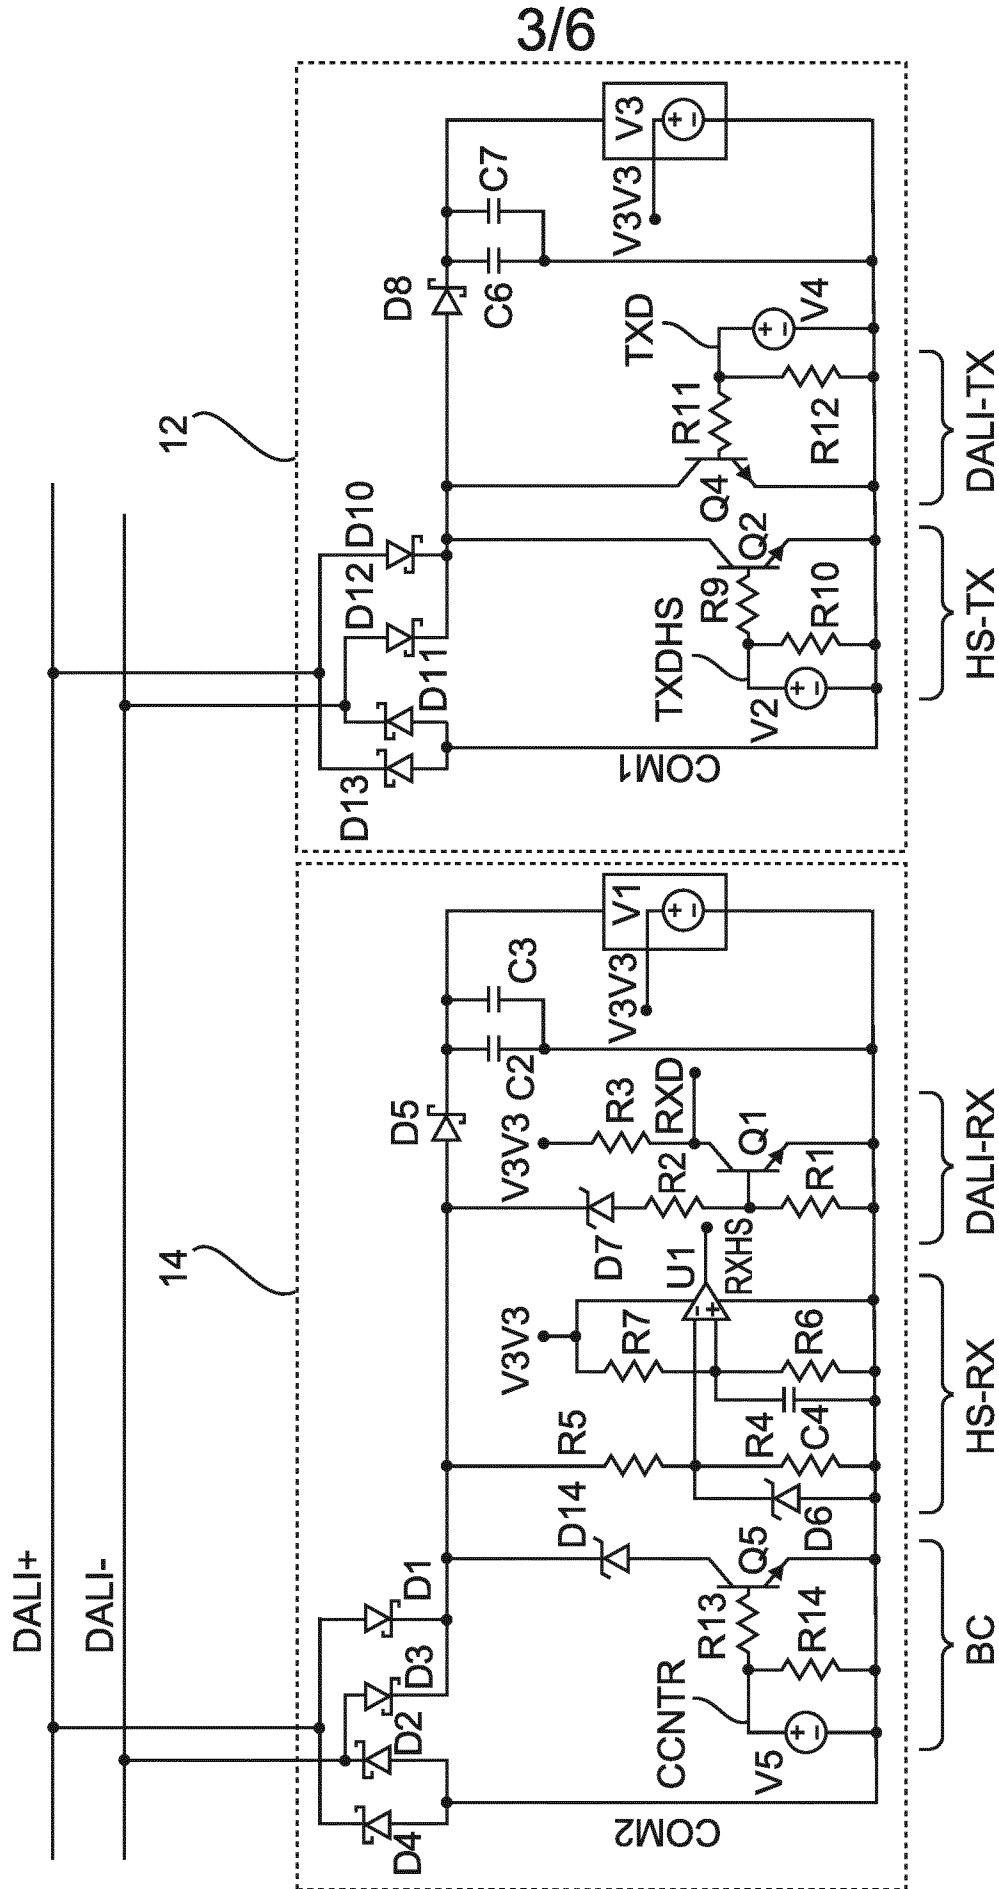 3/6
DALI+
DALI-
14
12
D1
D3
D2
D4
D5
C2
C3
V1
V3V3
D14
R5
V3V3
R7
U1
RXHS
D7
R2
V3V3
R3
RXD
Q1
R1
R6
R4
C4
D6
Q5
R13
R14
CCNTR
V5
COM2
BC
HS-RX
DALI-RX
D10
D12
D11
D13
D8
C6
C7
V3
V3V3
TXD
V4
R11
R12
Q4
Q2
R9
R10
TXDHS
V2
COM1
HS-TX
DALI-TX